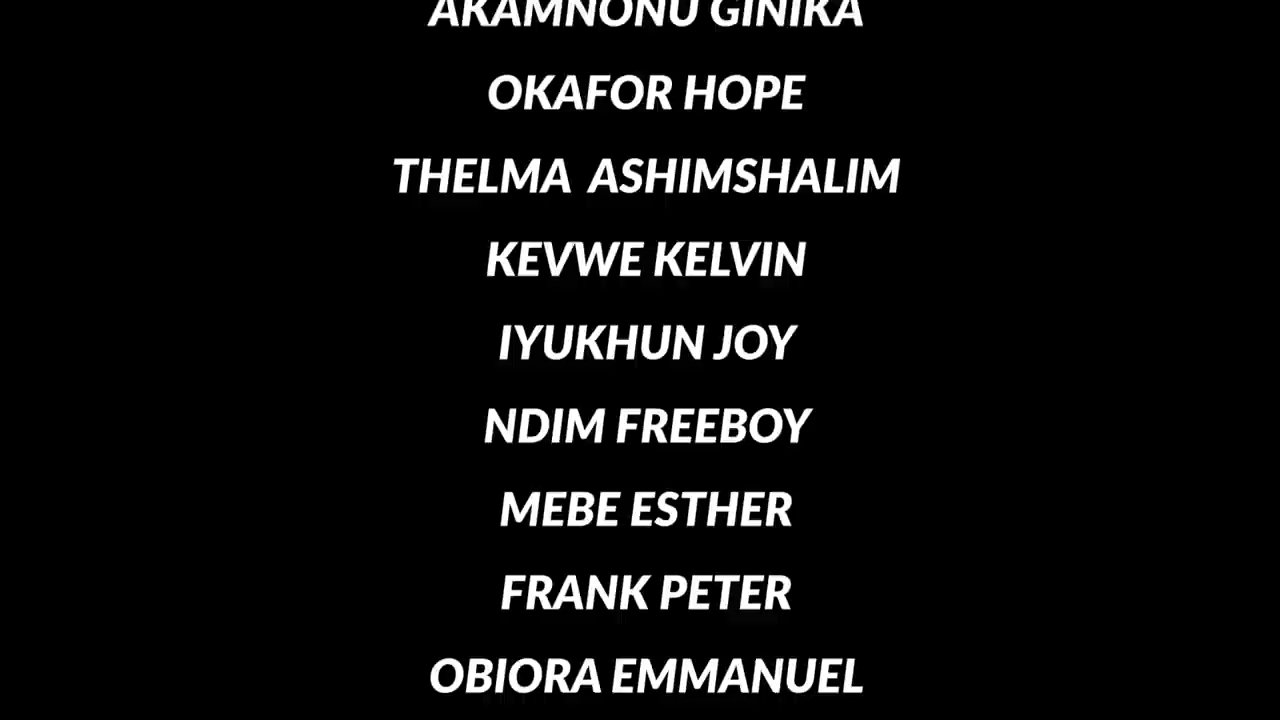 AKAMNONU GINIKA
OKAFOR HOPE
THELMA  ASHIMSHALIM
KEVWE KELVIN
IYUKHUN JOY
NDIM FREEBOY
MEBE ESTHER
FRANK PETER
OBIORA EMMANUEL